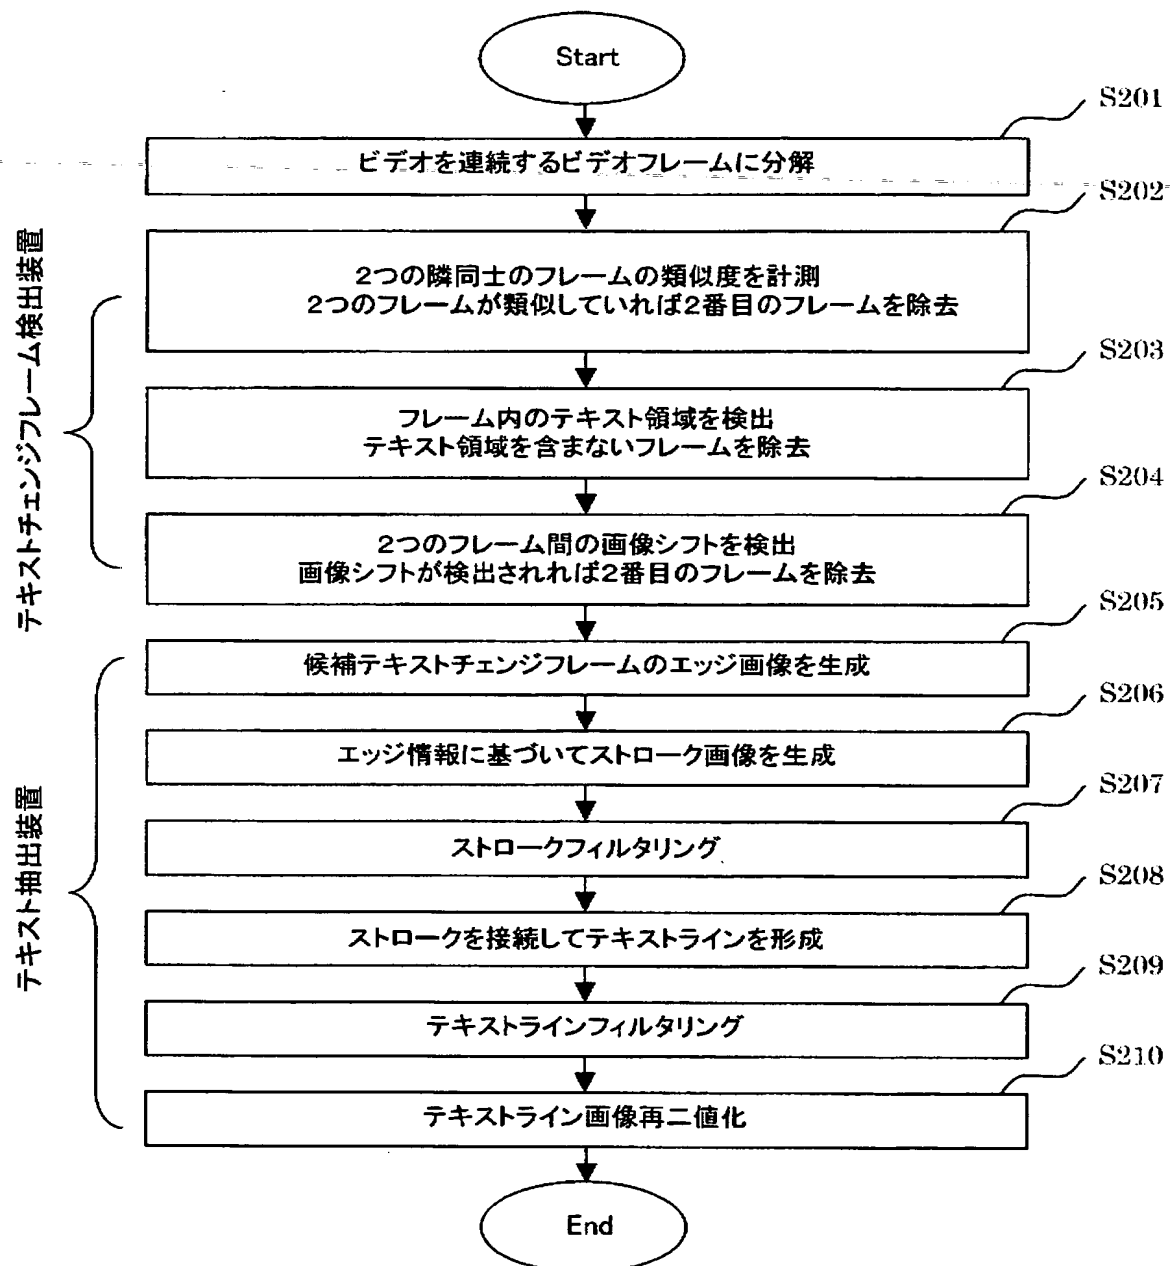 Start
S201
ビデオを連続するビデオフレームに分解
S202
2つの隣同士のフレームの類似度を計測
2つのフレームが類似していれば2番目のフレームを除去
S203
フレーム内のテキスト領域を検出
テキスト領域を含まないフレームを除去
S204
2つのフレーム間の画像シフトを検出
画像シフトが検出されれば2番目のフレームを除去
テキストチェンジフレーム検出装置
S205
候補テキストチェンジフレームのエッジ画像を生成
S206
エッジ情報に基づいてストローク画像を生成
S207
ストロークフィルタリング
S208
ストロークを接続してテキストラインを形成
S209
テキストラインフィルタリング
S210
テキストライン画像再二値化
テキスト抽出装置
End